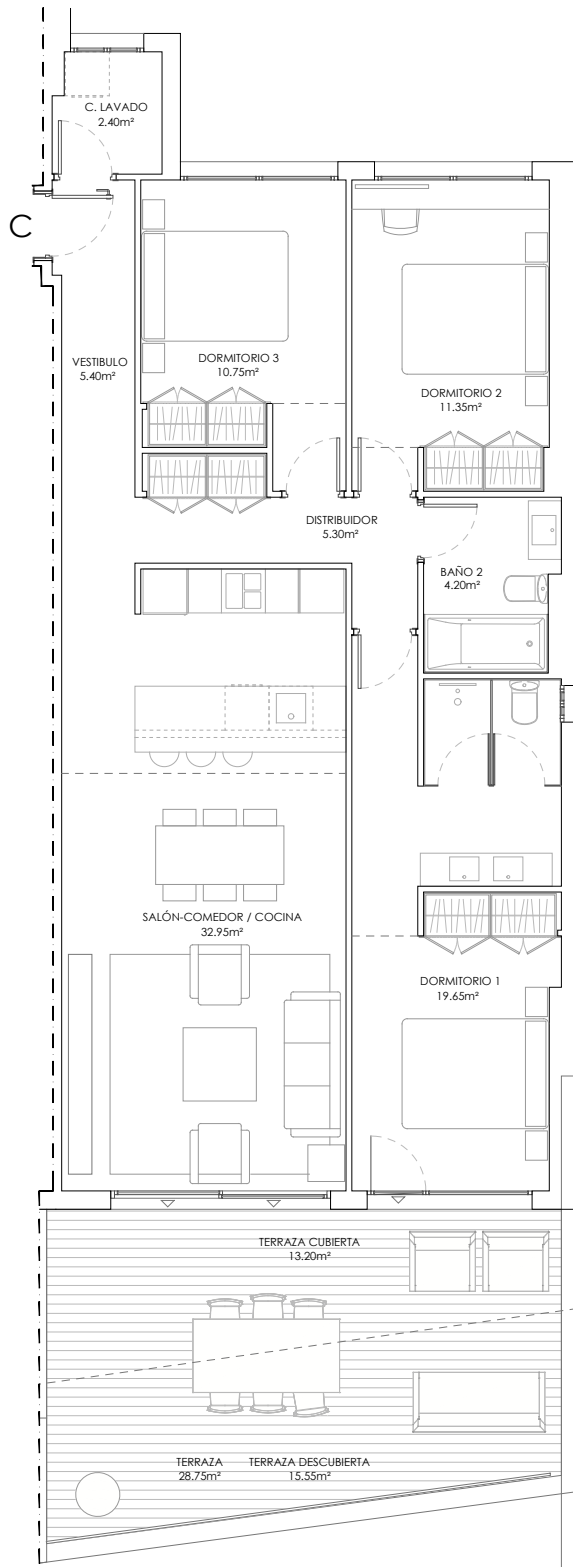 C. LAVADO
2.40m²
C
VESTIBULO
5.40m²
DORMITORIO 3
10.75m²
DORMITORIO 2
11.35m²
DISTRIBUIDOR
5.30m²
BAÑO 2
4.20m²
SALÓN-COMEDOR / COCINA
32.95m²
DORMITORIO 1
19.65m²
TERRAZA CUBIERTA
13.20m²
TERRAZA
28.75m²
TERRAZA DESCUBIERTA
15.55m²